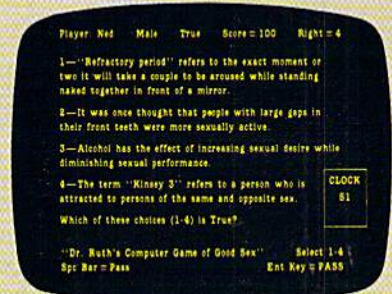 Player: Ned Male True Score = 100 Right = 4
1—"Refractory period" refers to the exact moment or
two it will take a couple to be aroused while standing
naked together in front of a mirror.
2—It was once thought that people with large gaps in
their front teeth were more sexually active.
3—Alcohol has the effect of increasing sexual desire while
diminishing sexual performance.
4—The term "Kinsey 3" refers to a person who is
attracted to persons of the same and opposite sex.
CLOCK
51
Which of these choices (1-4) is True?
"Dr. Ruth's Computer Game of Good Sex" Select 1-4
Spc Bar = Pass Ent Key = PASS